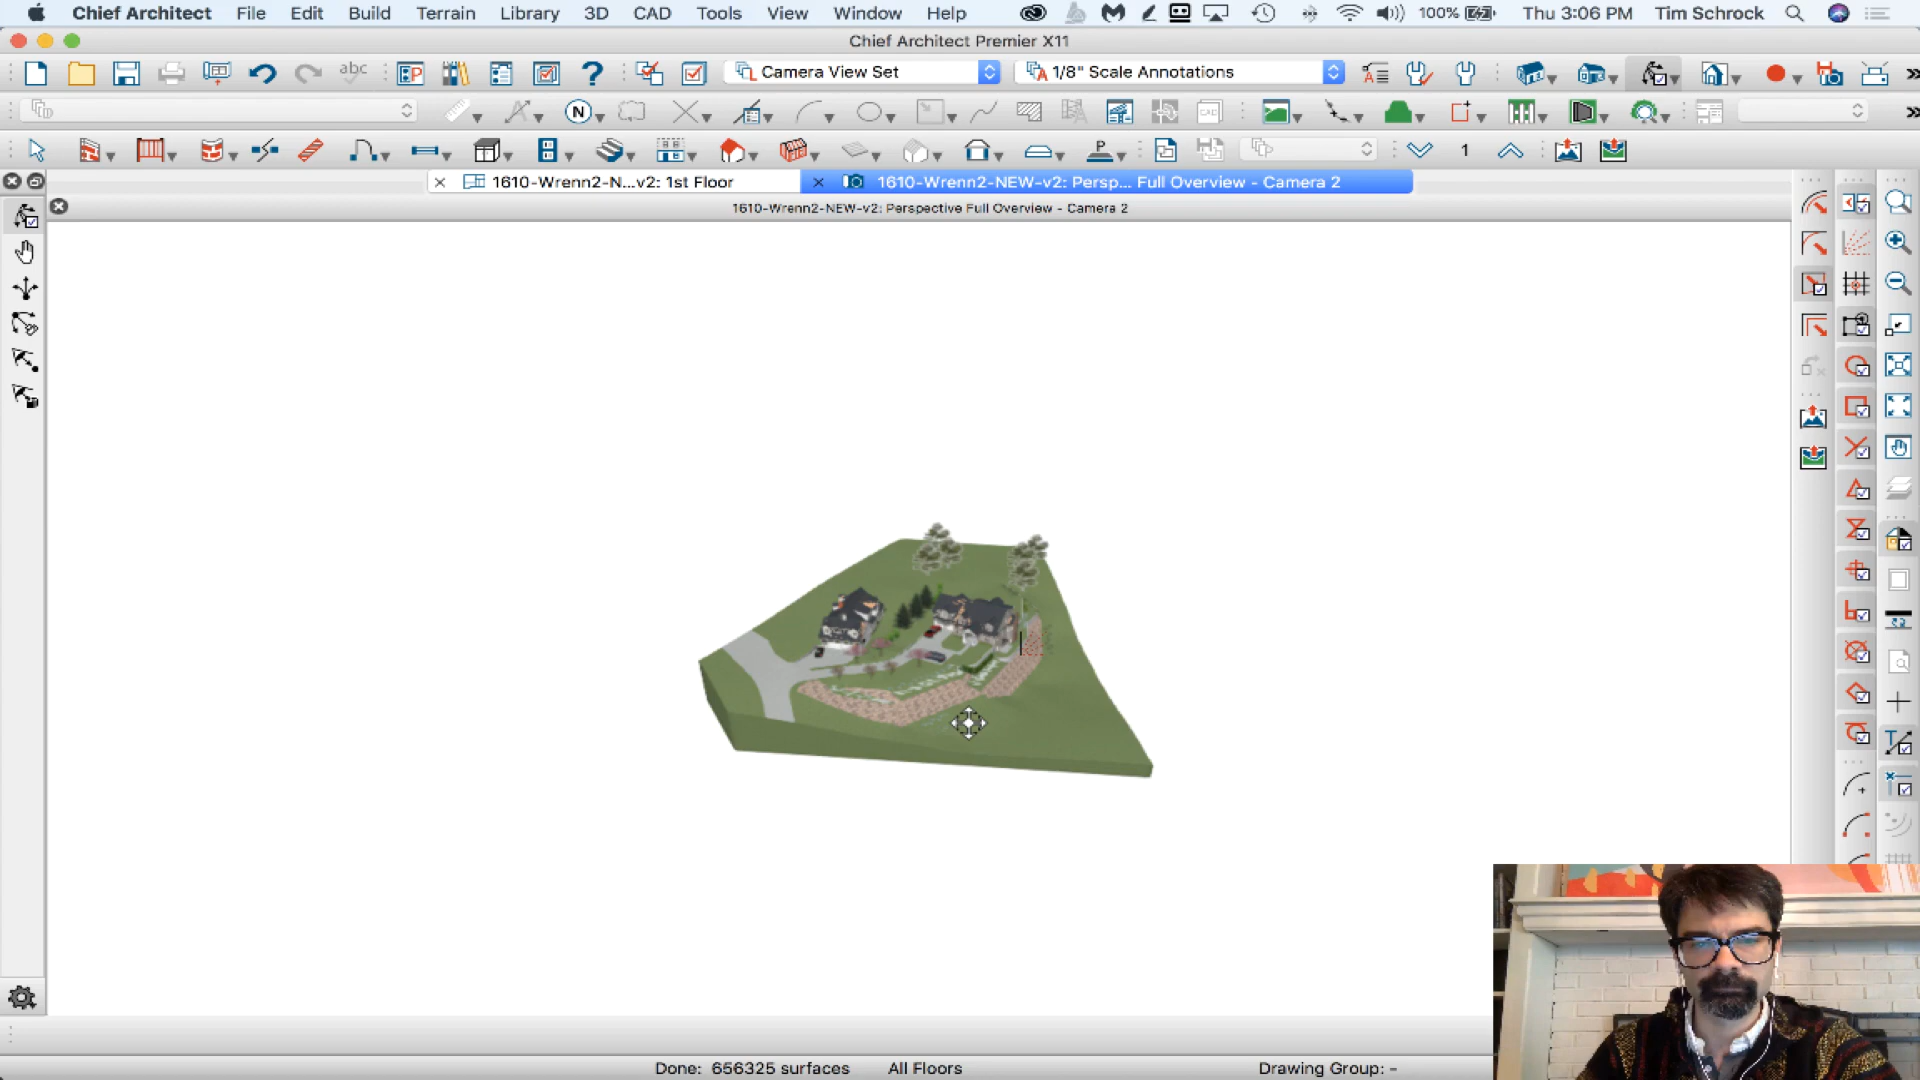 Chief Architect File Edit Build Terrain Library 3D CAD Tools View Window Help 100% Thu 3:06 PM Tim Schrock
Chief Architect Premier X11
abc ? Camera View Set 1/8" Scale Annotations
N CAD
P 1
1610-Wrenn2-N...v2: 1st Floor 1610-Wrenn2-NEW-v2: Persp... Full Overview - Camera 2
1610-Wrenn2-NEW-v2: Perspective Full Overview - Camera 2
Done: 656325 surfaces All Floors Drawing Group: -